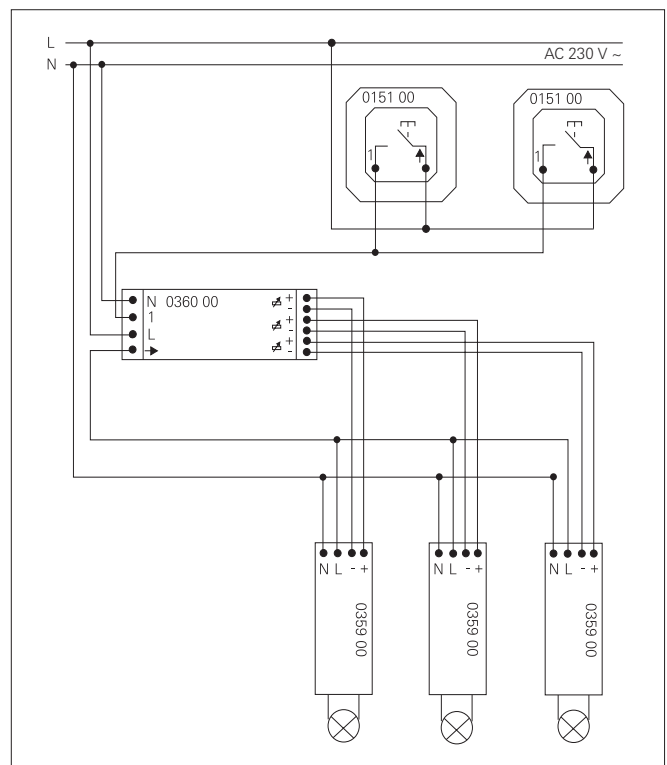 L
AC 230 V ~
N
0151 00
0151 00
1
1
N 0360 00 +
1 -
+
L -
+
-
N L - +
N L - +
N L - +
0359 00
0359 00
0359 00